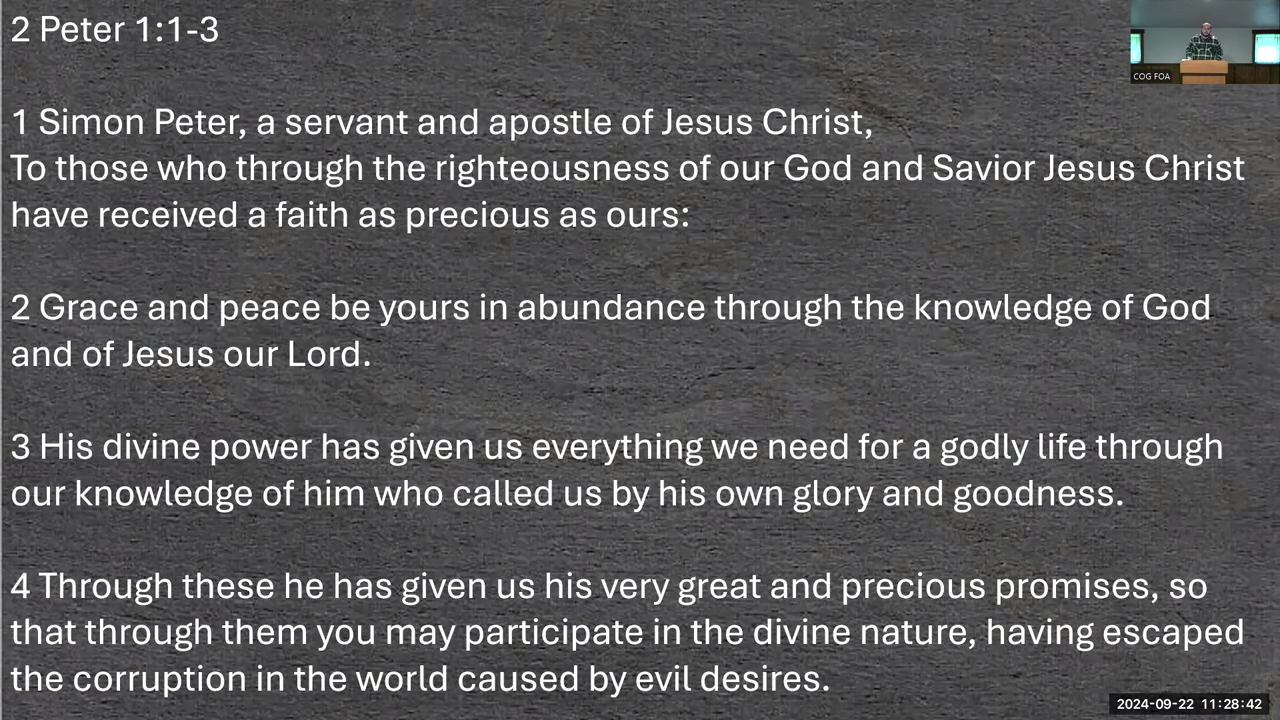 2 Peter 1:1-3
COG FOA
1 Simon Peter, a servant and apostle of Jesus Christ,
To those who through the righteousness of our God and Savior Jesus Christ
have received a faith as precious as ours:
2 Grace and peace be yours in abundance through the knowledge of God
and of Jesus our Lord.
3 His divine power has given us everything we need for a godly life through
our knowledge of him who called us by his own glory and goodness.
4 Through these he has given us his very great and precious promises, so
that through them you may participate in the divine nature, having escaped
the corruption in the world caused by evil desires.
2024-09-22 11:28:42